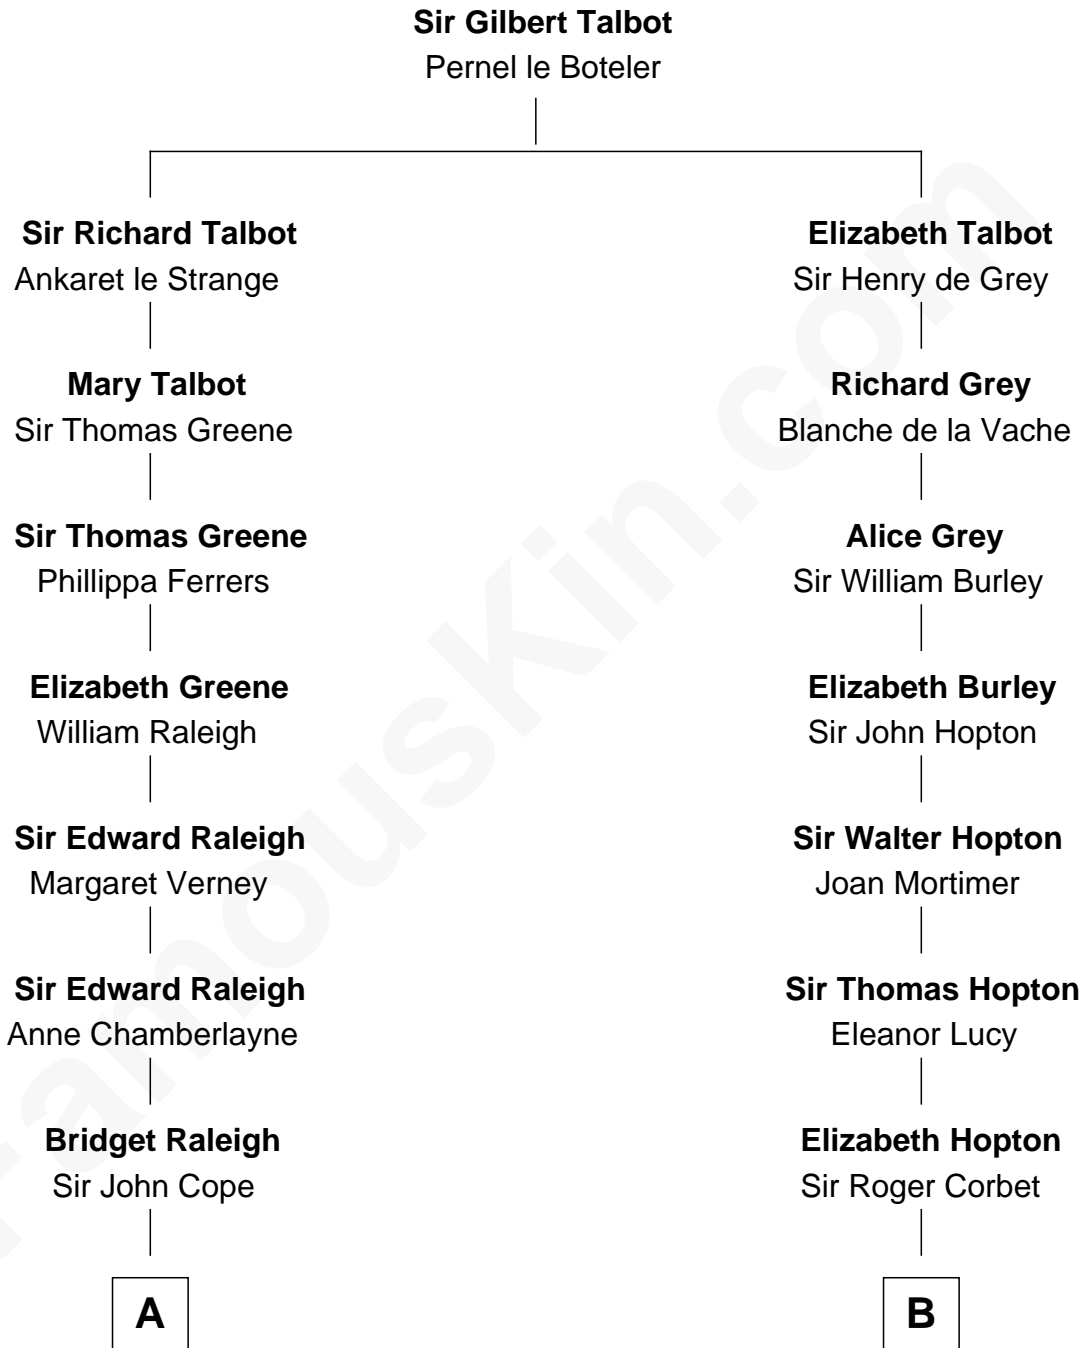 Sir Gilbert Talbot
Pernel le Boteler
Sir Richard Talbot
Ankaret le Strange
Elizabeth Talbot
Sir Henry de Grey
Mary Talbot
Sir Thomas Greene
Richard Grey
Blanche de la Vache
Sir Thomas Greene
Phillippa Ferrers
Alice Grey
Sir William Burley
Elizabeth Greene
William Raleigh
Elizabeth Burley
Sir John Hopton
Sir Edward Raleigh
Margaret Verney
Sir Walter Hopton
Joan Mortimer
Sir Edward Raleigh
Anne Chamberlayne
Sir Thomas Hopton
Eleanor Lucy
Bridget Raleigh
Sir John Cope
Elizabeth Hopton
Sir Roger Corbet
A
B
FamousKin.com